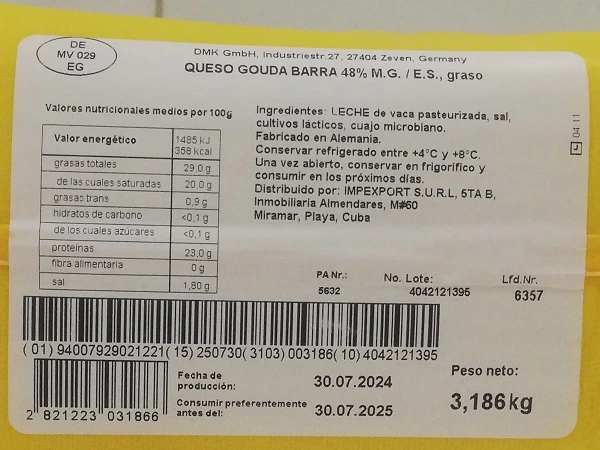 DE
MV 029
EG
DMK GmbH, Industriestr.27, 27404 Zeven, Germany
QUESO GOUDA BARRA 48% M.G. / E.S., graso
Valores nutricionales medios por 100g
Valor energético 1485 kJ 358 kcal
grasas totales 29,0 g
de las cuales saturadas 20,0 g
grasas trans 0,9 g
hidratos de carbono <0,1 g
de los cuales azúcares <0,1 g
proteínas 23,0 g
fibra alimentaria 0 g
sal 1,80 g
Ingredientes: LECHE de vaca pasteurizada, sal,
cultivos lácticos, cuajo microbiano.
Fabricado en Alemania.
Conservar refrigerado entre +4°C y +8°C.
Una vez abierto, conservar en frigorífico y
consumir en los próximos días.
Distribuido por: IMPEXPORT S.U.R.L, 5TA B,
Inmobiliaria Almendares, M#60
Miramar, Playa, Cuba
04 11
PA Nr.: No. Lote: Lfd.Nr.
5632 4042121395 6357
(01) 94007929021221(15) 250730(3103) 003186(10) 4042121395
2 821223 031866
Fecha de
producción: 30.07.2024
Consumir preferentemente
antes del: 30.07.2025
Peso neto:
3,186kg